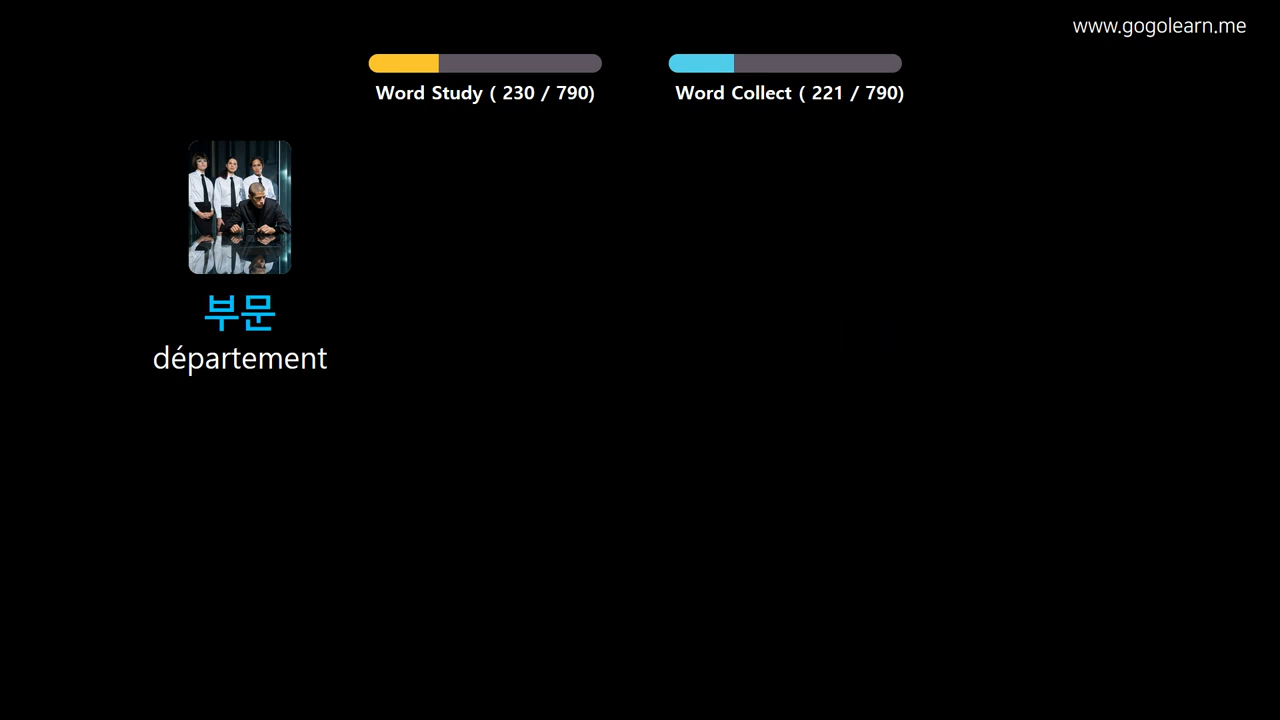 www.gogolearn.me
Word Study ( 230 / 790)
Word Collect ( 221 / 790)
부문
département